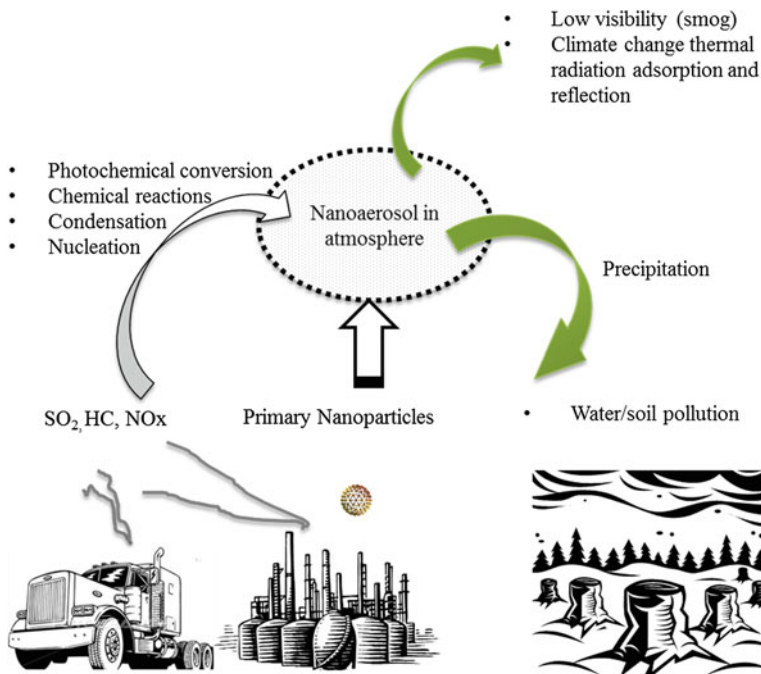 • Low visibility (smog)
• Climate change thermal
radiation adsorption and
reflection
• Photochemical conversion
• Chemical reactions
• Condensation
• Nucleation
Nanoaerosol in
atmosphere
Precipitation
SO₂, HC, NOx
Primary Nanoparticles
• Water/soil pollution